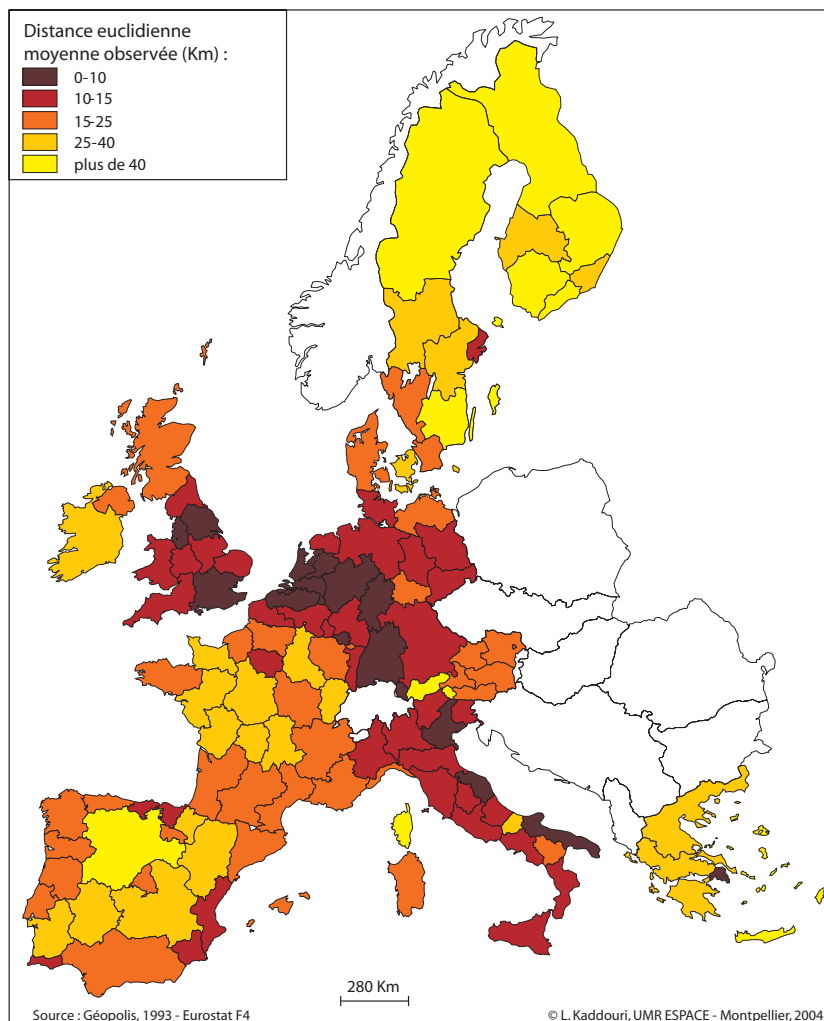 Distance euclidienne
moyenne observée (Km) :
0-10
10-15
15-25
25-40
plus de 40
280 Km
Source : Géopolis, 1993 - Eurostat F4
© L. Kaddouri, UMR ESPACE - Montpellier, 2004